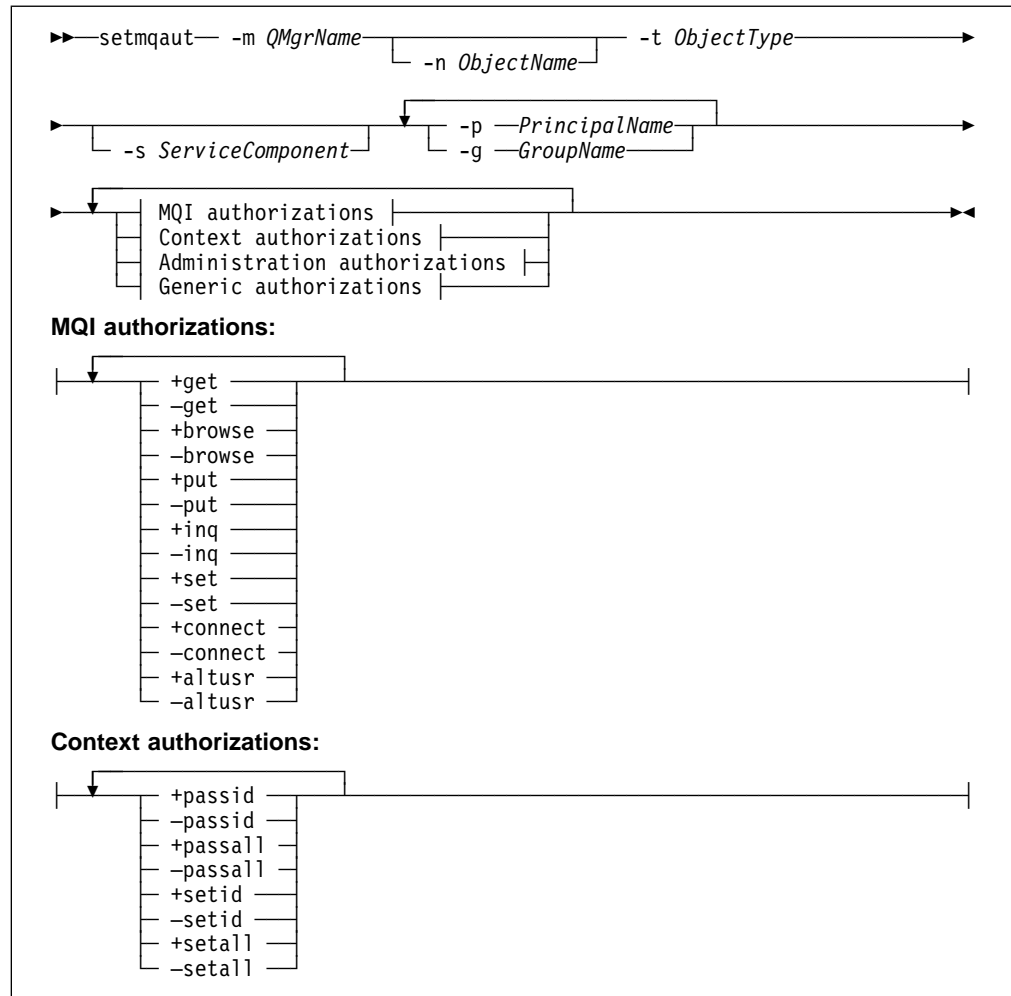 setmqaut -m QMgrName -t ObjectType
-n ObjectName
-p PrincipalName
-s ServiceComponent -g GroupName
MQI authorizations
Context authorizations
Administration authorizations
Generic authorizations
MQI authorizations:
+get
–get
+browse
–browse
+put
–put
+inq
–inq
+set
–set
+connect
–connect
+altusr
–altusr
Context authorizations:
+passid
–passid
+passall
–passall
+setid
–setid
+setall
–setall